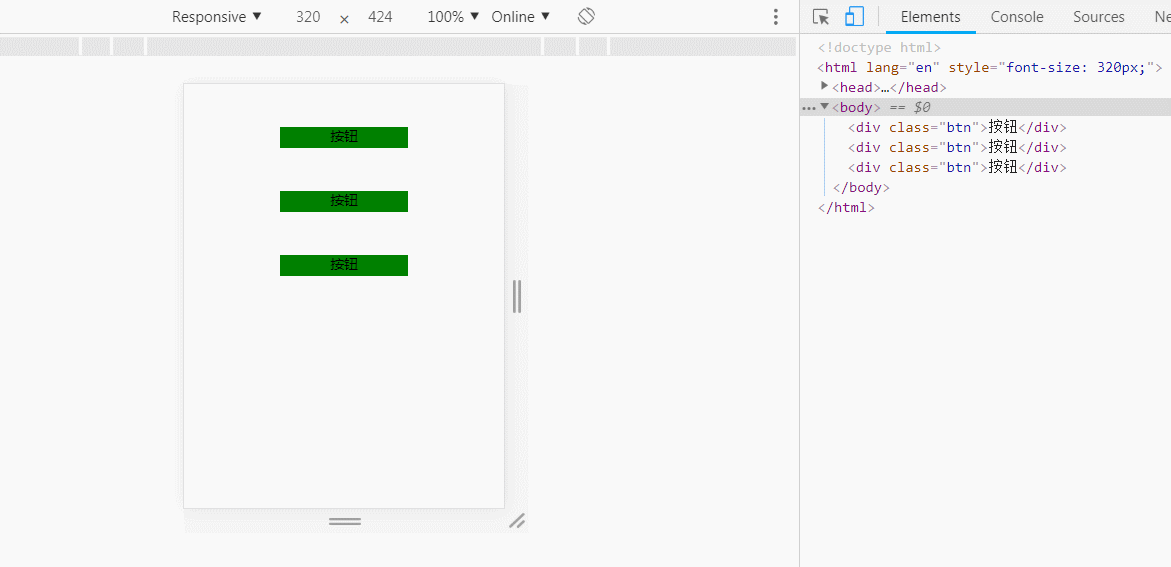 Responsive ▼ 320 × 424 100% ▼ Online ▼
按钮
按钮
按钮
Elements Console Sources Ne
<!doctype html>
<html lang="en" style="font-size: 320px;">
▶<head>…</head>
…▼<body> == $0
<div class="btn">按钮</div>
<div class="btn">按钮</div>
<div class="btn">按钮</div>
</body>
</html>